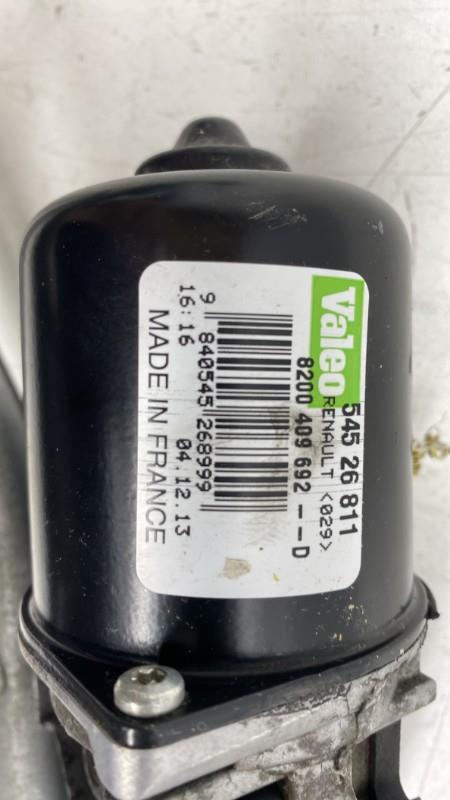 Valeo
545 26 811
RENAULT <029>
8200 409 692 -- D
9 840545 268999
16:16 04.12.13
MADE IN FRANCE